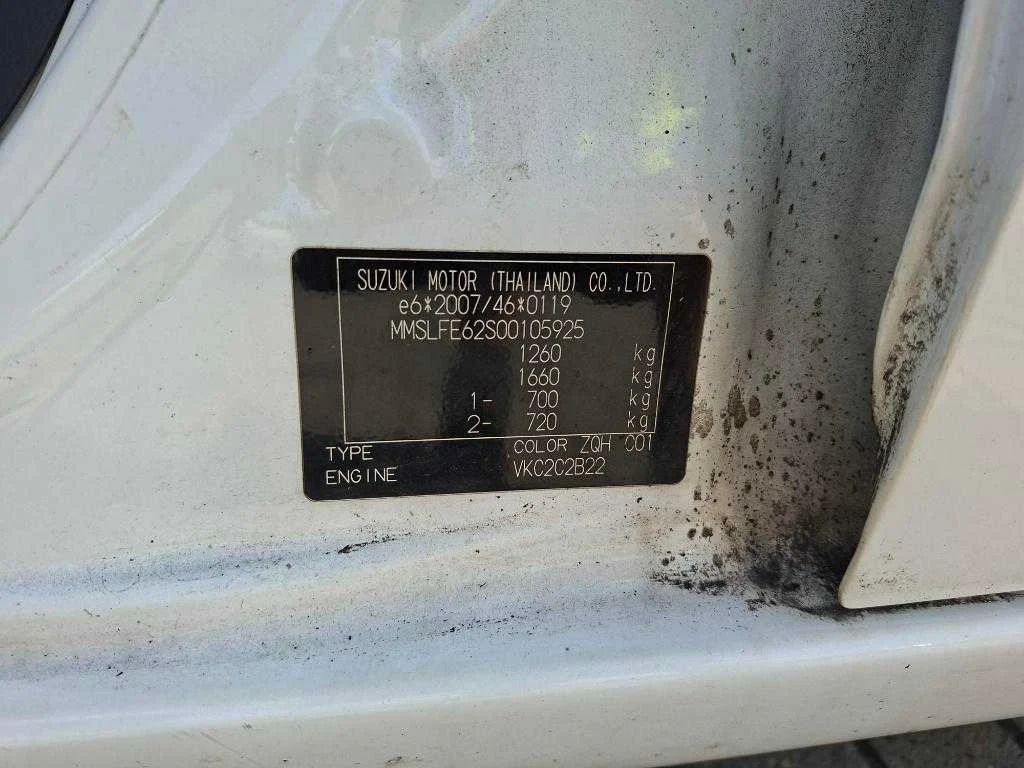 SUZUKI MOTOR (THAILAND) CO.,LTD.
e6*2007/46*0119
MMSLFE62S00105925
1260 kg
1660 kg
1- 700 kg
2- 720 kg
TYPE COLOR ZQH C01
ENGINE VKC2C2B22